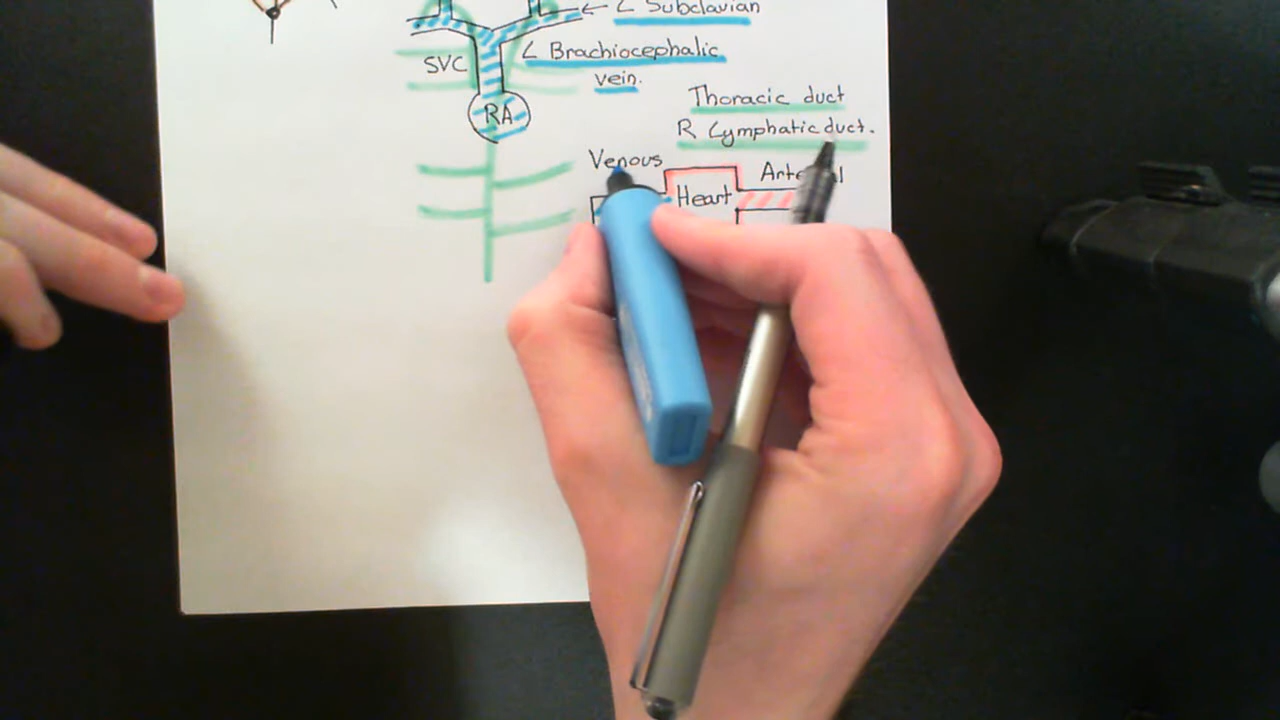 L Subclavian
L Brachiocephalic
vein.
SVC
RA
Thoracic duct
R Lymphatic duct.
Venous
Heart